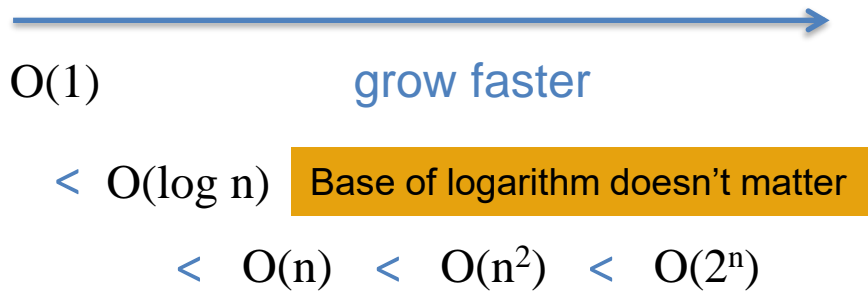 O(1) grow faster
< O(log n) Base of logarithm doesn’t matter
< O(n) < O(n²) < O(2ⁿ)